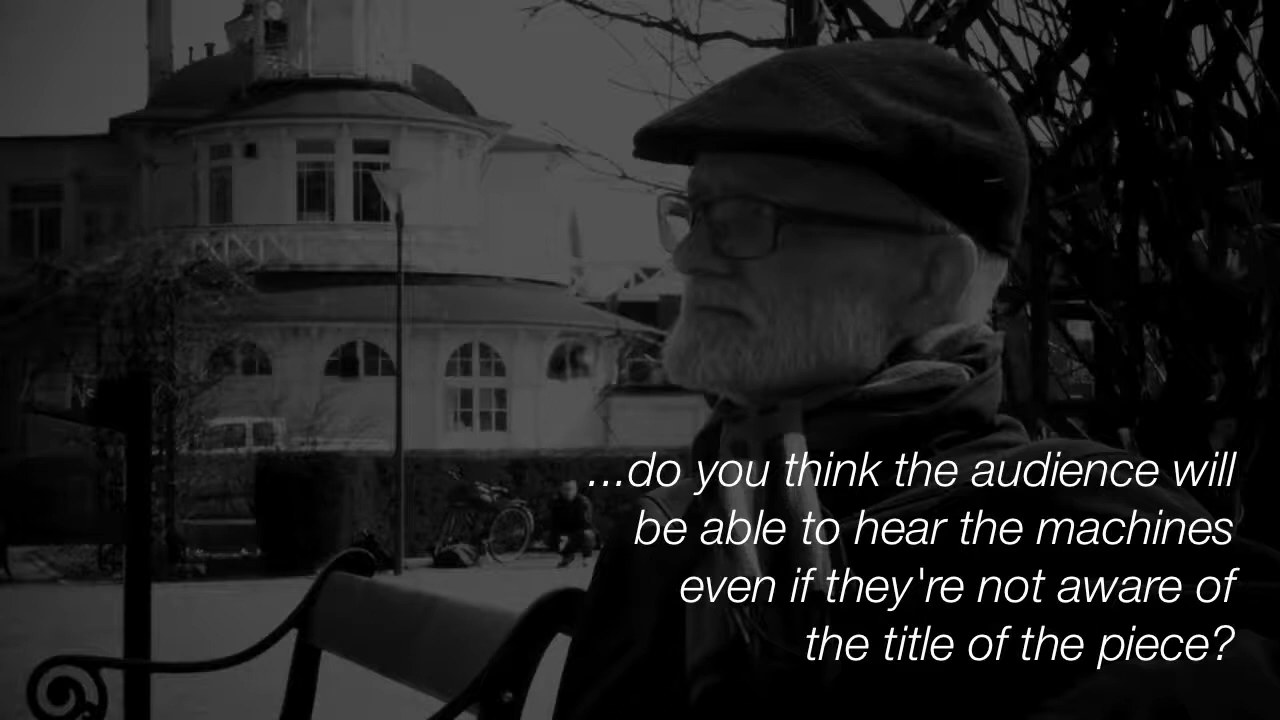 ...do you think the audience will
be able to hear the machines
even if they're not aware of
the title of the piece?